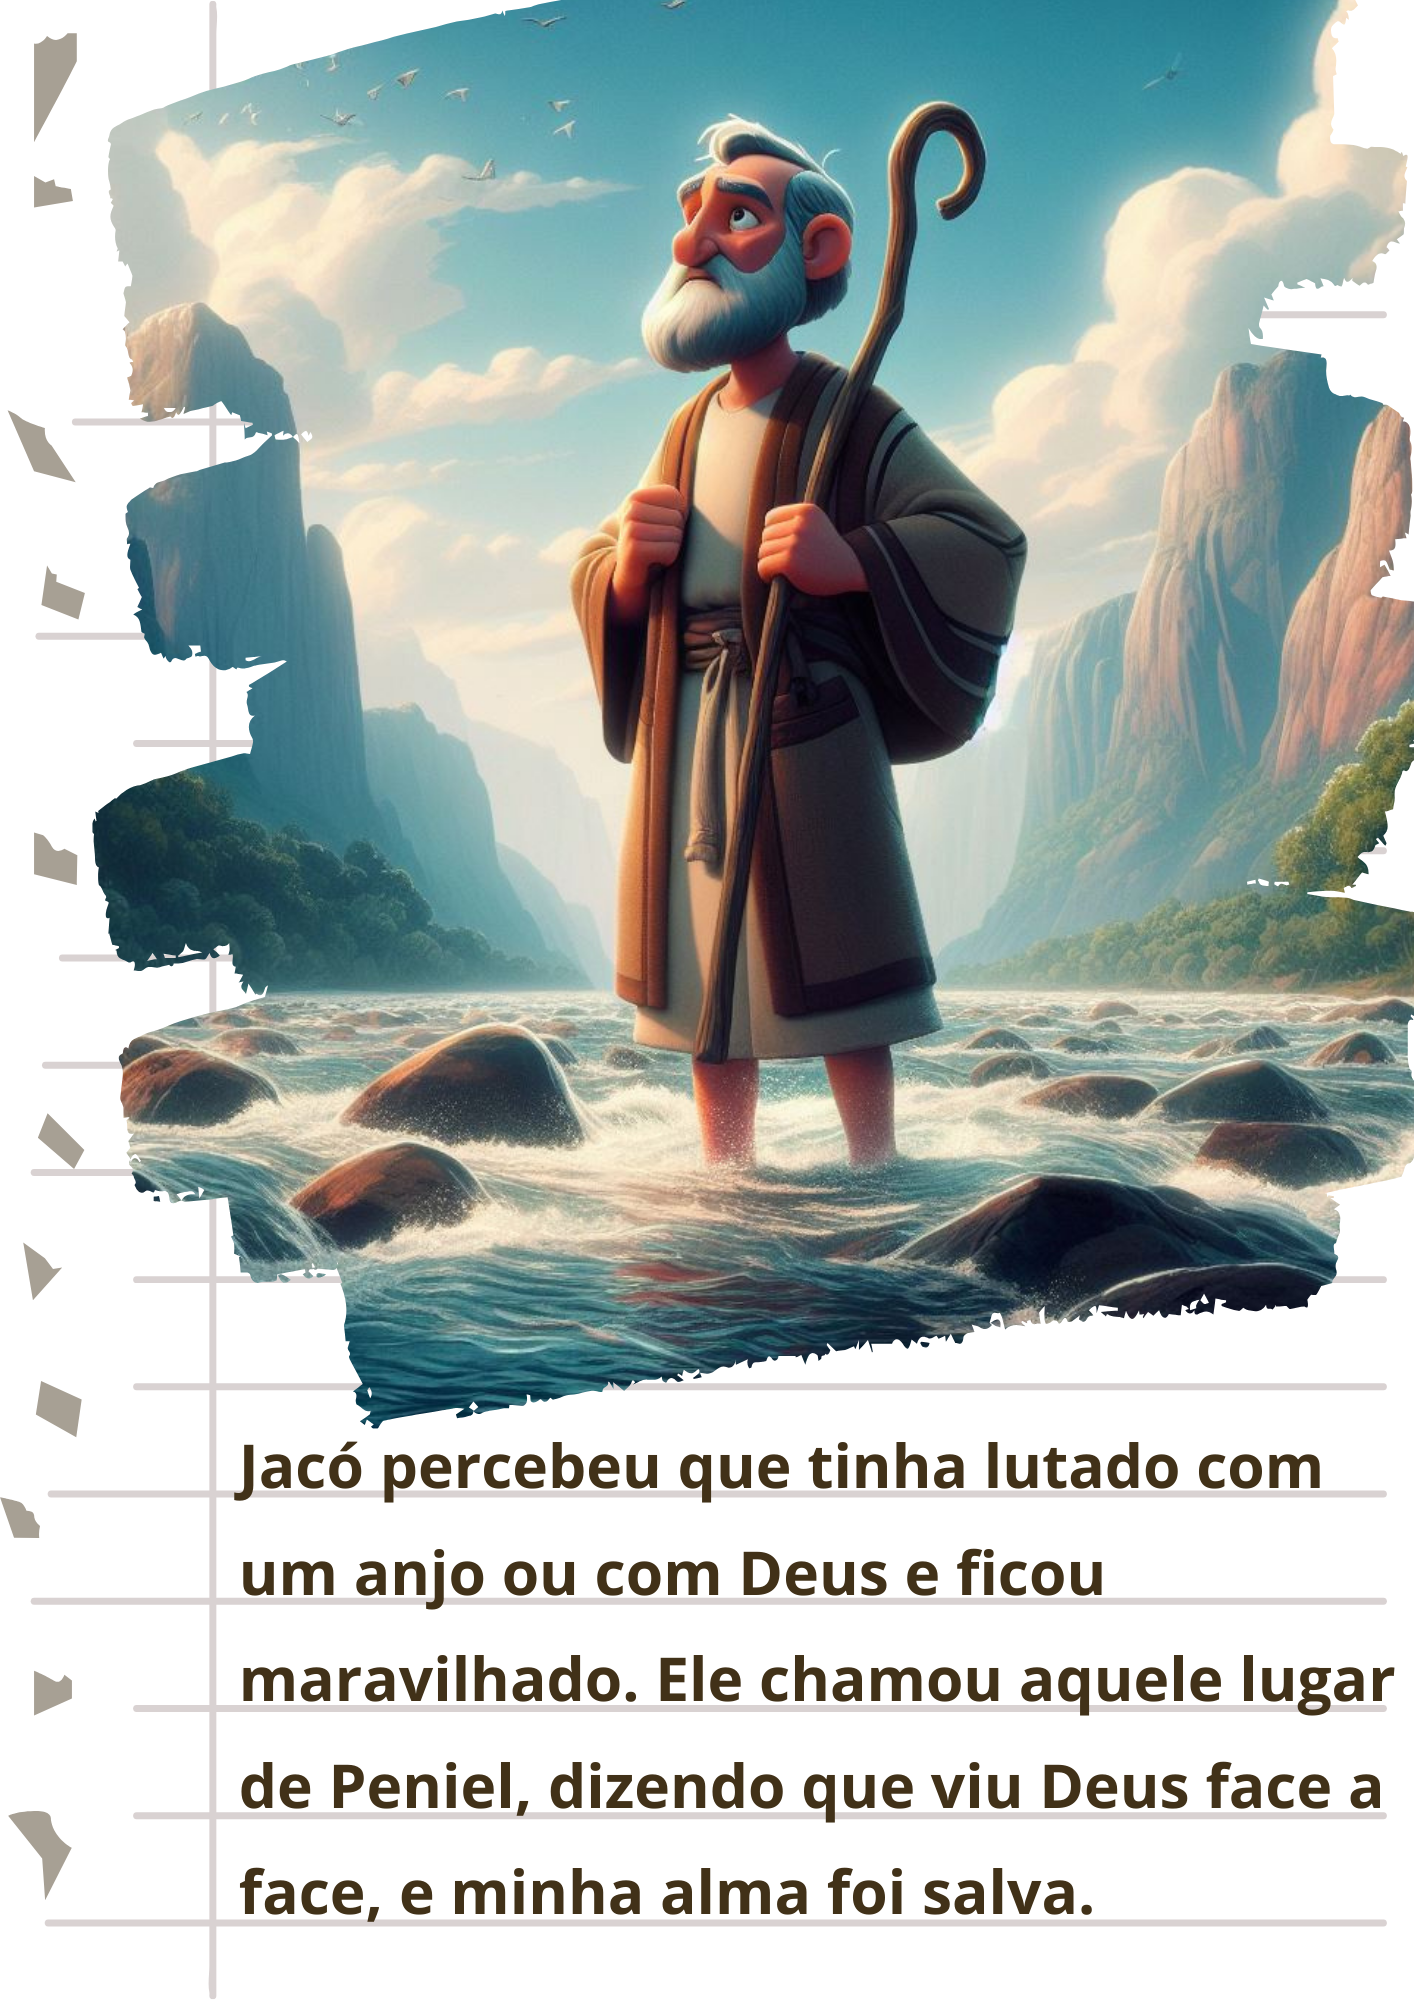 Jacó percebeu que tinha lutado com
um anjo ou com Deus e ficou
maravilhado. Ele chamou aquele lugar
de Peniel, dizendo que viu Deus face a
face, e minha alma foi salva.